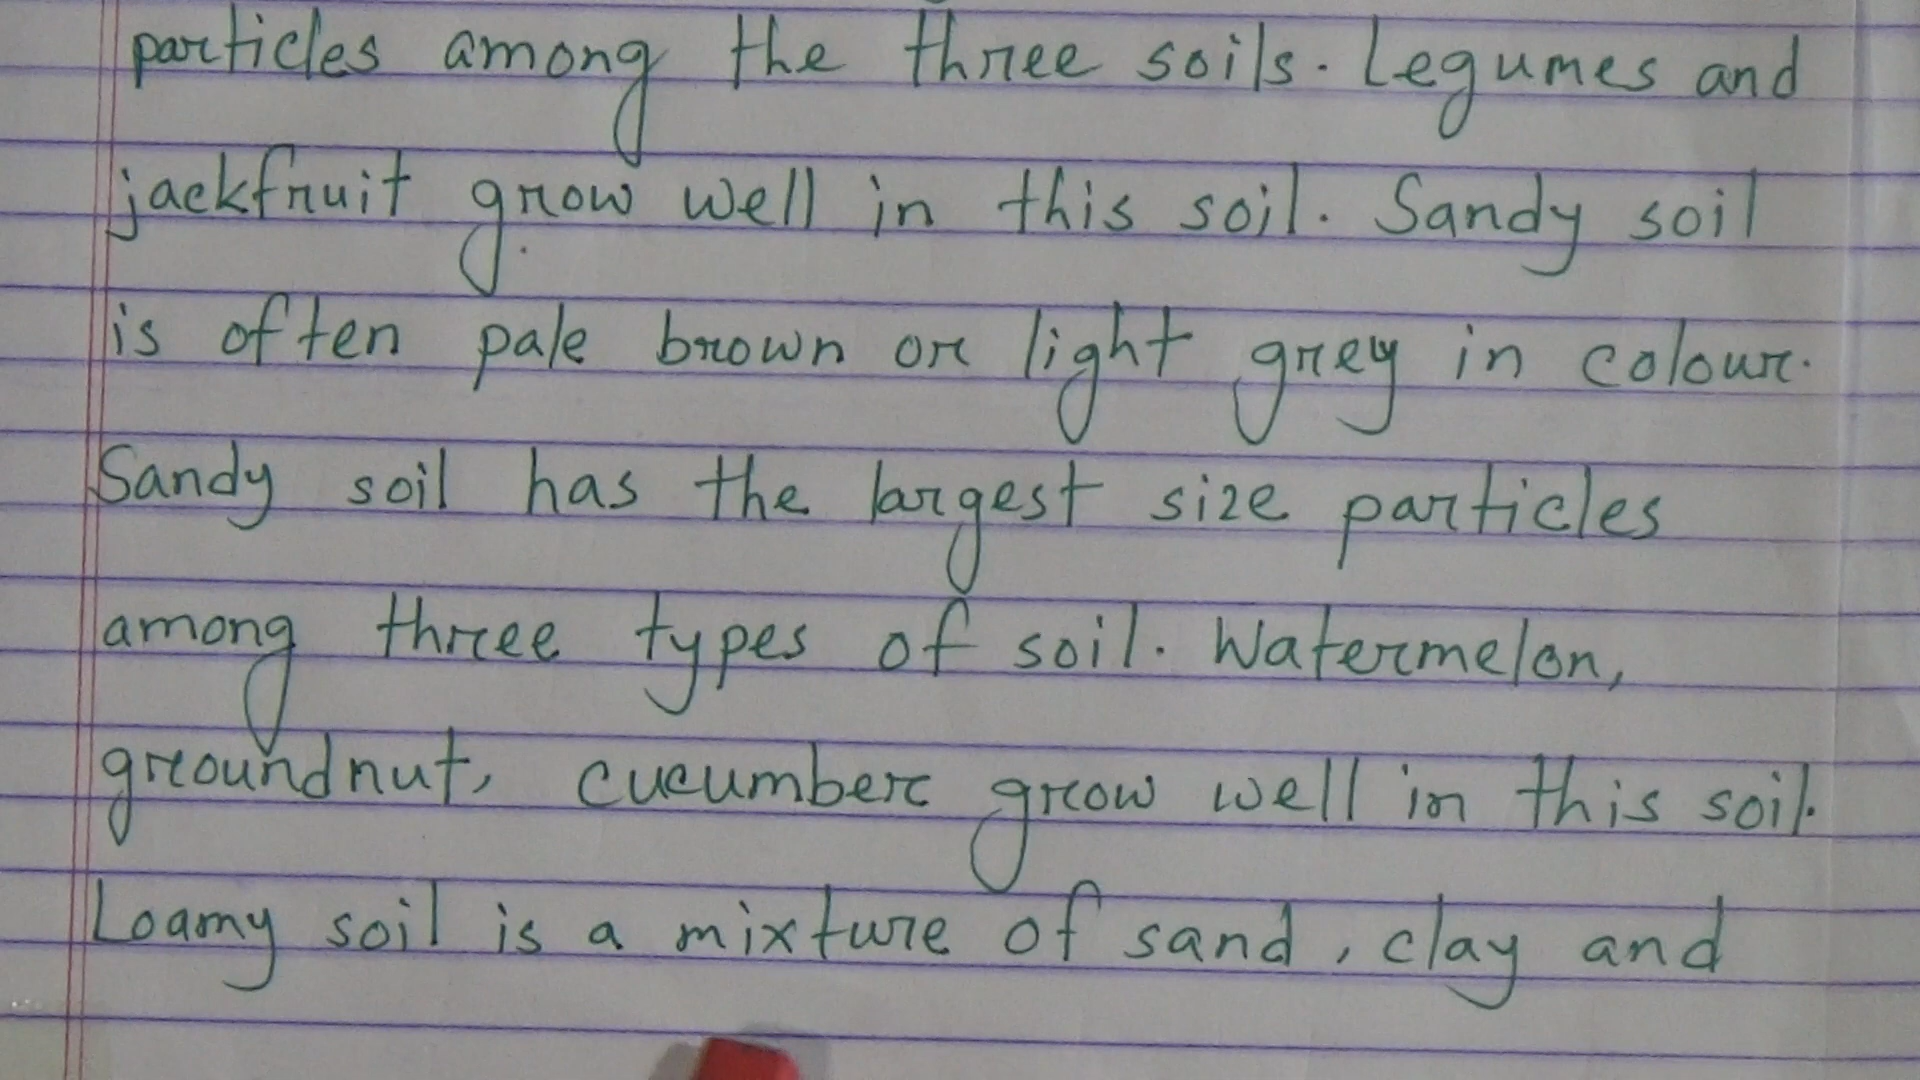 particles among the three soils. Legumes and
jackfruit grow well in this soil. Sandy soil
is often pale brown or light grey in colour.
Sandy soil has the largest size particles
among three types of soil. Watermelon,
groundnut, cucumber grow well in this soil.
Loamy soil is a mixture of sand, clay and